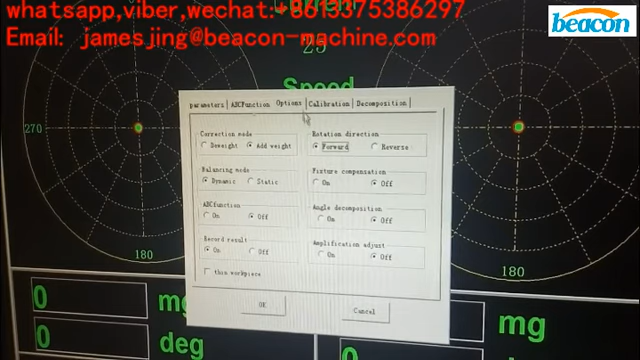 whatsapp,viber,wechat:+8613375386297
Email: jamesjing@beacon-machine.com
beacon
25
Speed
parameters ABCFunction Options Calibration Decomposition
Correction mode
Deweight Add weight
Rotation direction
Forward Reverse
Balancing mode
Dynamic Static
Fixture compensation
On Off
ABCfunction
On Off
Angle decomposition
On Off
Record result
On Off
Amplification adjust
On Off
thin workpiece
OK Cancel
270
180
180
0 mg
0 deg
mg
0